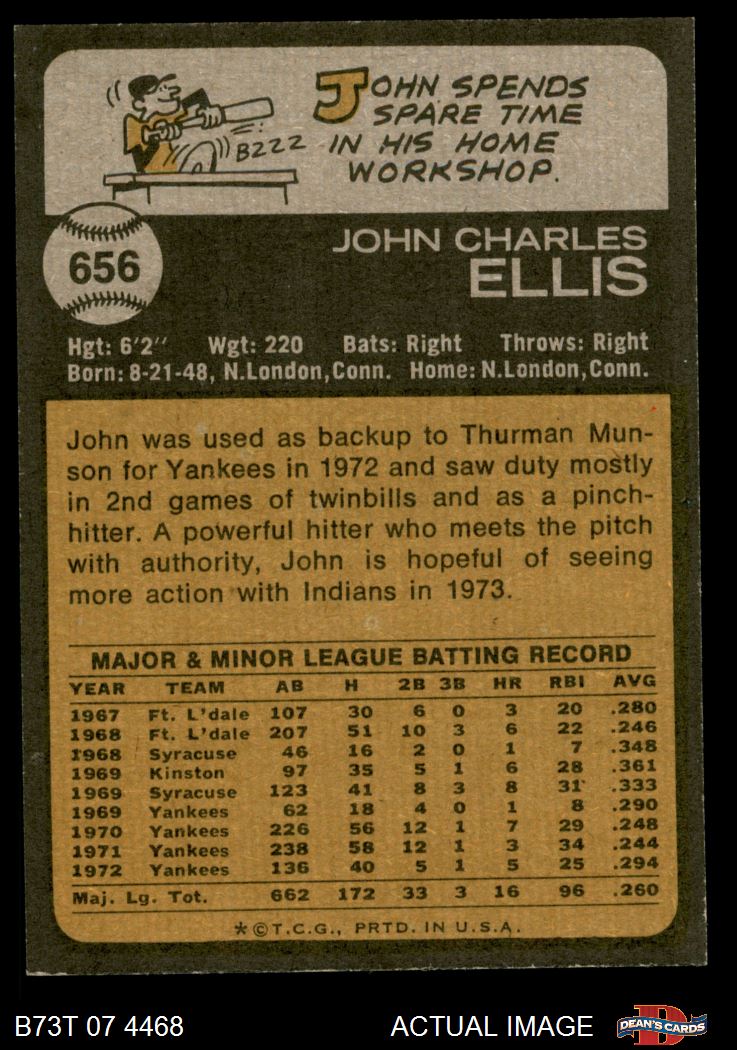 JOHN SPENDS
SPARE TIME
IN HIS HOME
WORKSHOP.
BZZZ
656
JOHN CHARLES
ELLIS
Hgt: 6'2" Wgt: 220 Bats: Right Throws: Right
Born: 8-21-48, N.London,Conn. Home: N.London,Conn.
John was used as backup to Thurman Mun-
son for Yankees in 1972 and saw duty mostly
in 2nd games of twinbills and as a pinch-
hitter. A powerful hitter who meets the pitch
with authority, John is hopeful of seeing
more action with Indians in 1973.
MAJOR & MINOR LEAGUE BATTING RECORD
YEAR TEAM AB H 2B 3B HR RBI AVG
1967 Ft. L'dale 107 30 6 0 3 20 .280
1968 Ft. L'dale 207 51 10 3 6 22 .246
1968 Syracuse 46 16 2 0 1 7 .348
1969 Kinston 97 35 5 1 6 28 .361
1969 Syracuse 123 41 8 3 8 31 .333
1969 Yankees 62 18 4 0 1 8 .290
1970 Yankees 226 56 12 1 7 29 .248
1971 Yankees 238 58 12 1 3 34 .244
1972 Yankees 136 40 5 1 5 25 .294
Maj. Lg. Tot. 662 172 33 3 16 96 .260
*©T.C.G., PRTD. IN U.S.A.
B73T 07 4468 ACTUAL IMAGE
D
DEAN'S CARDS